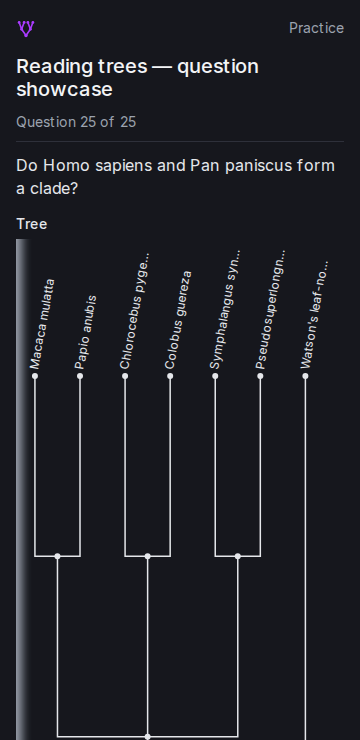 Practice
Reading trees — question
showcase
Question 25 of 25
Do Homo sapiens and Pan paniscus form
a clade?
Tree
Macaca mulatta
Papio anubis
Chlorocebus pyge...
Colobus guereza
Symphalangus syn...
Pseudosuperlongn...
Watson's leaf-no...